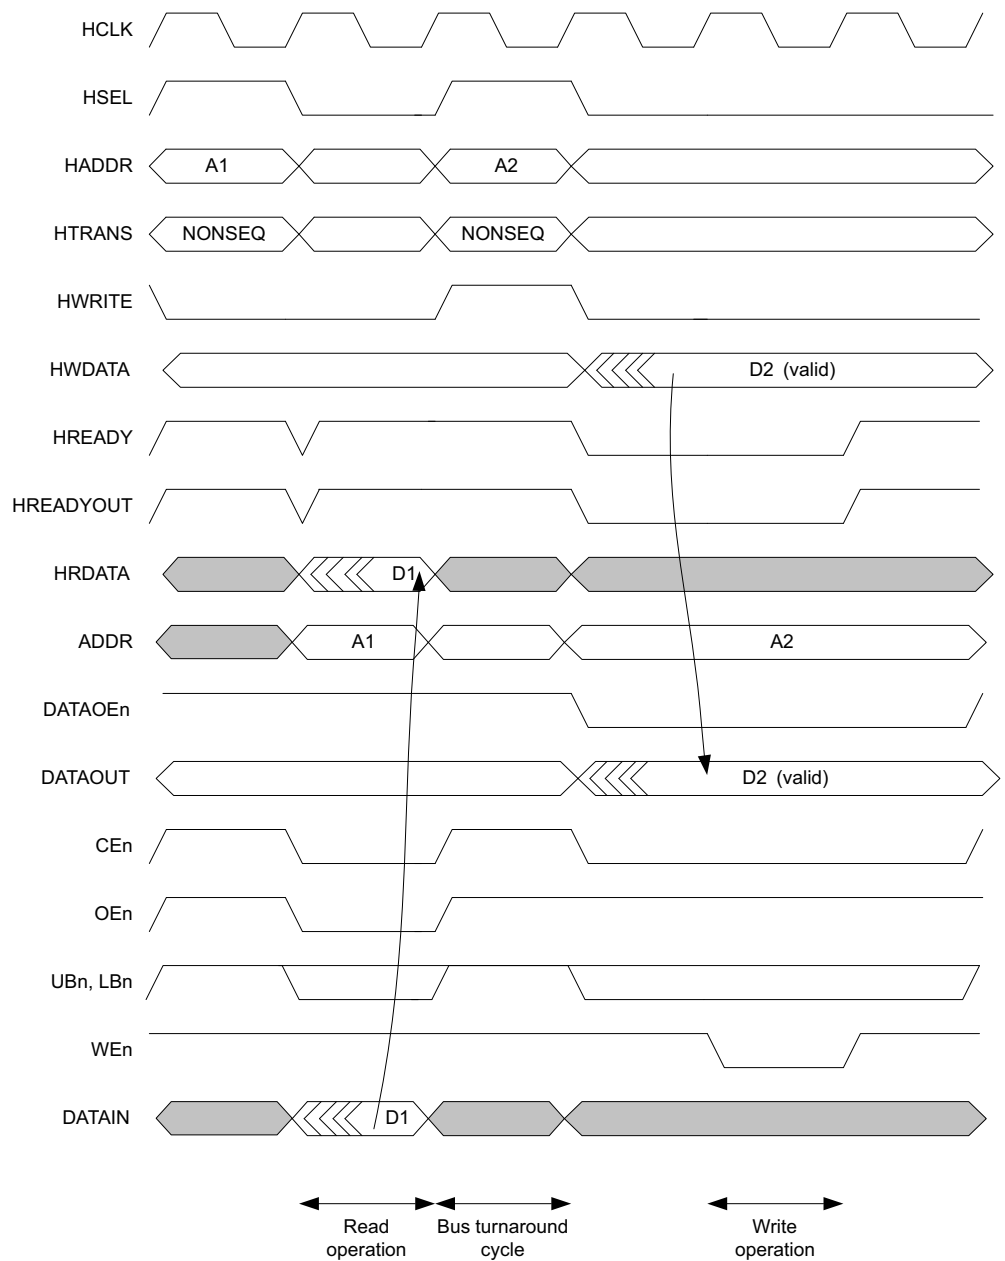 HCLK
HSEL
HADDR A1 A2
HTRANS NONSEQ NONSEQ
HWRITE
HWDATA D2 (valid)
HREADY
HREADYOUT
HRDATA D1
ADDR A1 A2
DATAOEn
DATAOUT D2 (valid)
CEn
OEn
UBn, LBn
WEn
DATAIN D1
Read operation
Bus turnaround cycle
Write operation